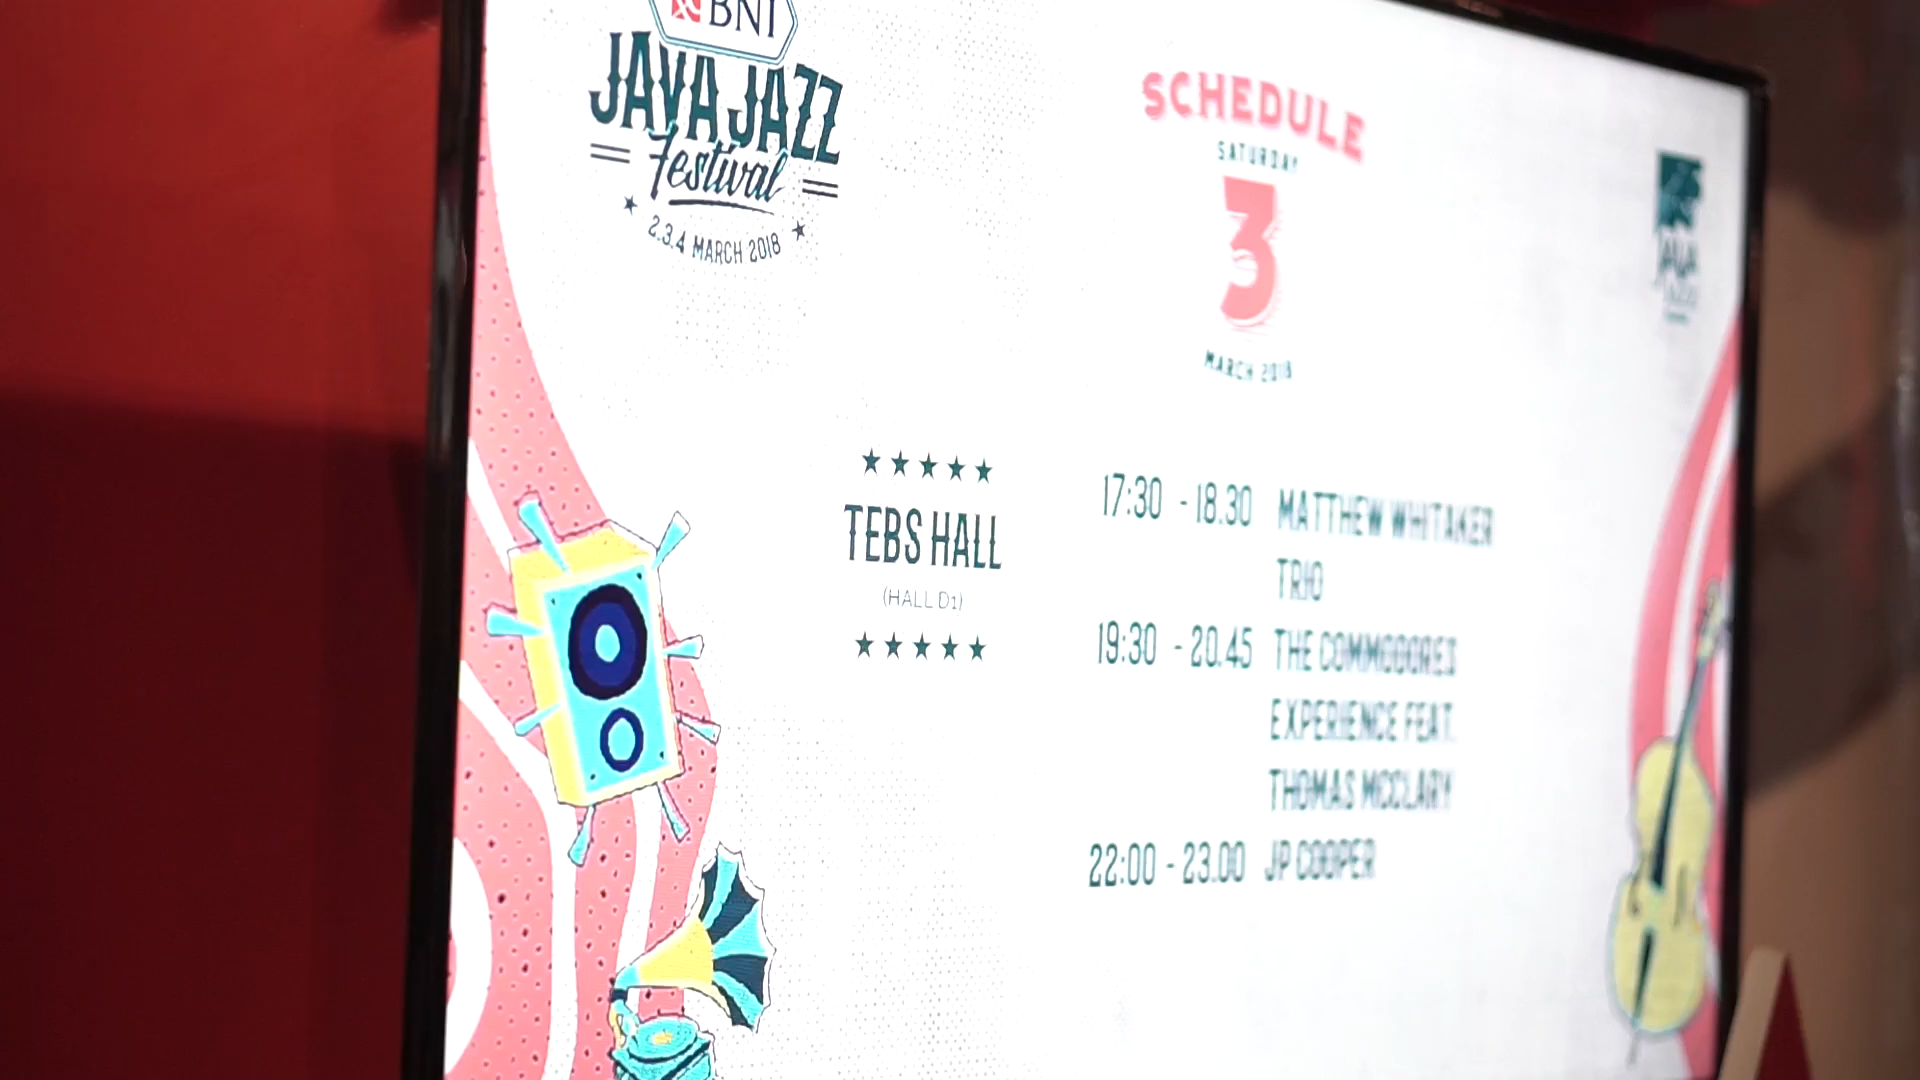 BNI
JAVA JAZZ
Festival
2.3.4 MARCH 2018
SCHEDULE
SATURDAY
3
MARCH 2018
JAVA
TEBS HALL
(HALL D1)
17:30 - 18.30 MATTHEW WHITAKER
TRIO
19:30 - 20.45 THE COMMODORES
EXPERIENCE FEAT.
THOMAS MCCLARY
22:00 - 23.00 JP COOPER